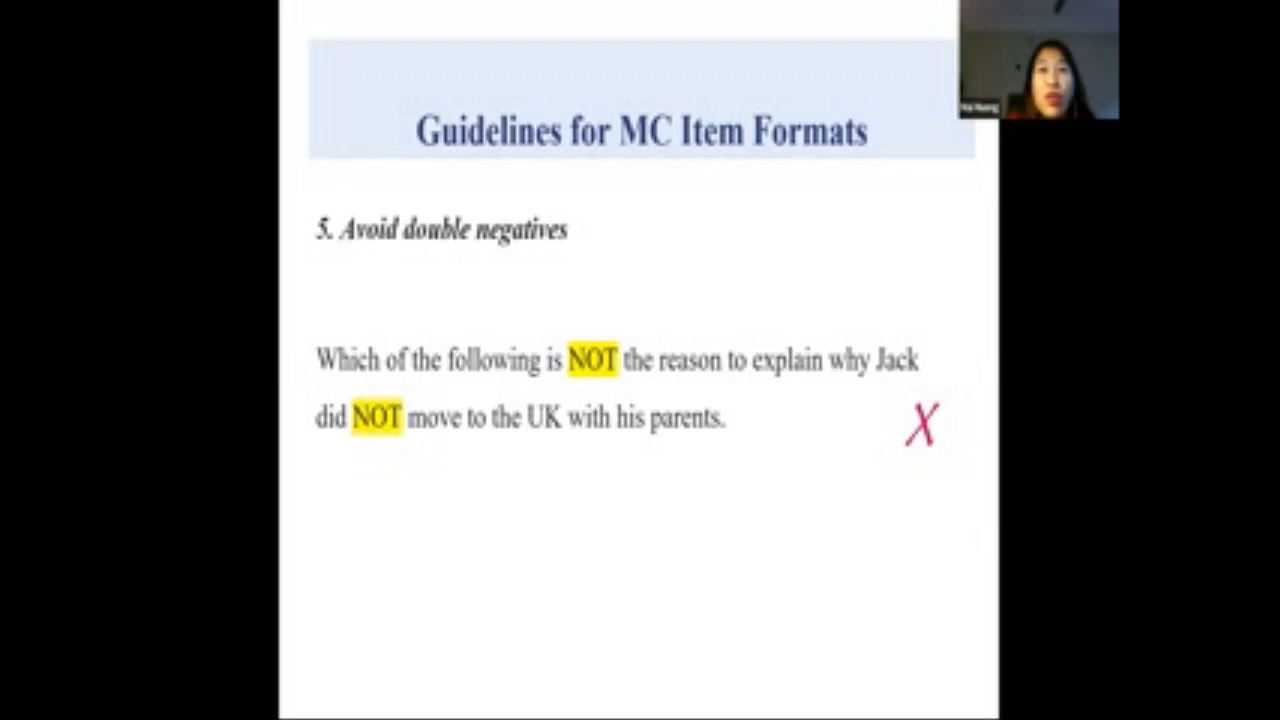 Guidelines for MC Item Formats
5. Avoid double negatives
Which of the following is NOT the reason to explain why Jack
did NOT move to the UK with his parents.
X